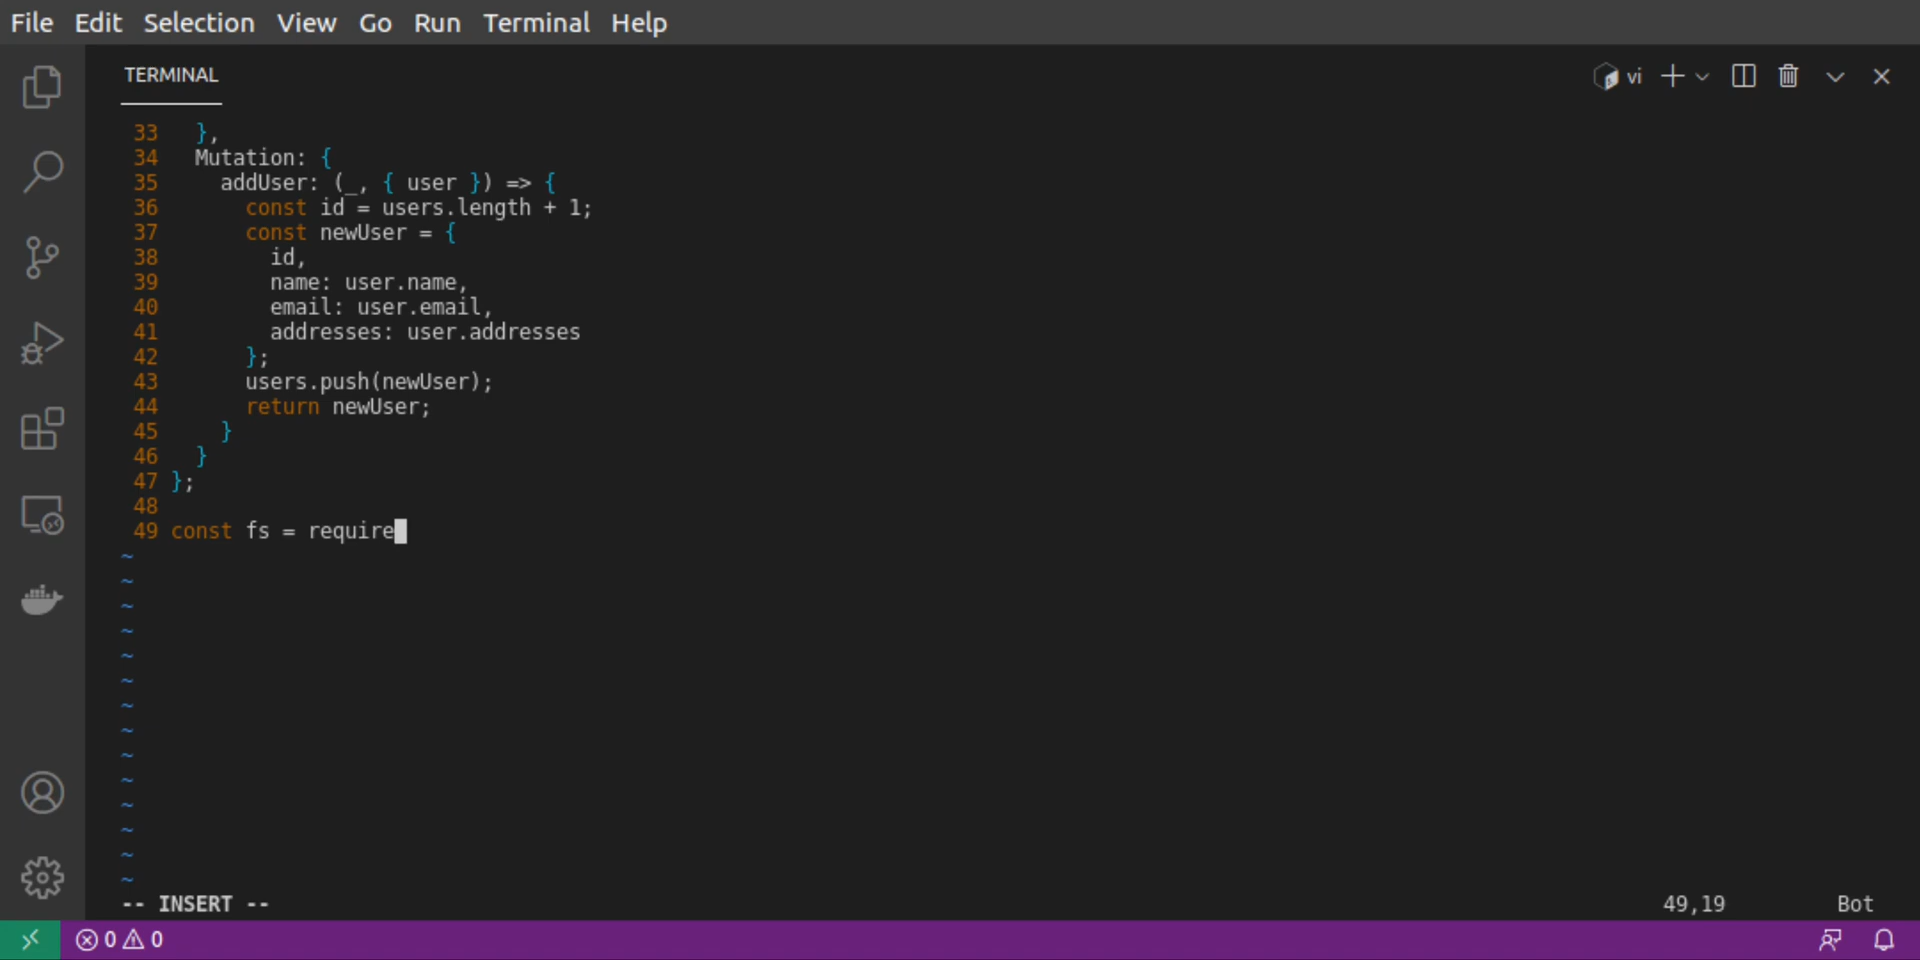 File Edit Selection View Go Run Terminal Help
TERMINAL
vi
33   },
34   Mutation: {
35     addUser: (_, { user }) => {
36       const id = users.length + 1;
37       const newUser = {
38         id,
39         name: user.name,
40         email: user.email,
41         addresses: user.addresses
42       };
43       users.push(newUser);
44       return newUser;
45     }
46   }
47 };
48
49 const fs = require
~
~
~
~
~
~
~
~
~
~
~
~
~
~
-- INSERT -- 49,19 Bot
0 0